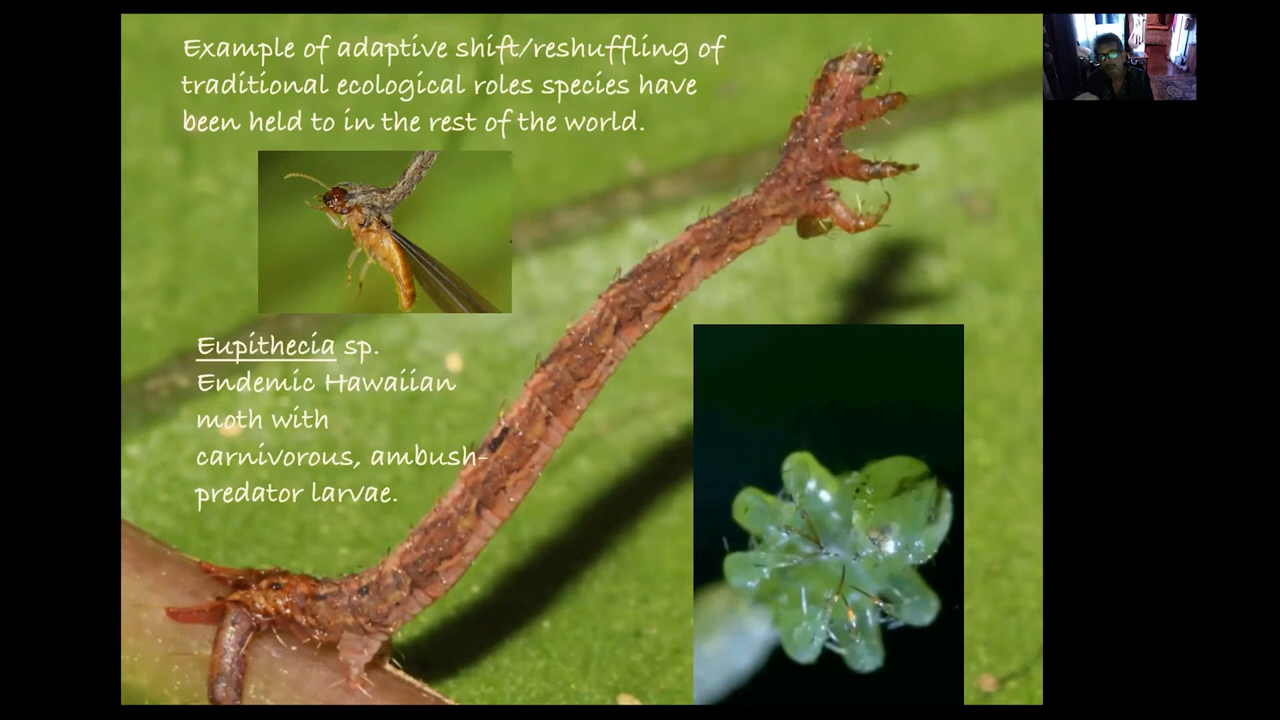 Example of adaptive shift/reshuffling of
traditional ecological roles species have
been held to in the rest of the world.
Eupithecia sp.
Endemic Hawaiian
moth with
carnivorous, ambush-
predator larvae.